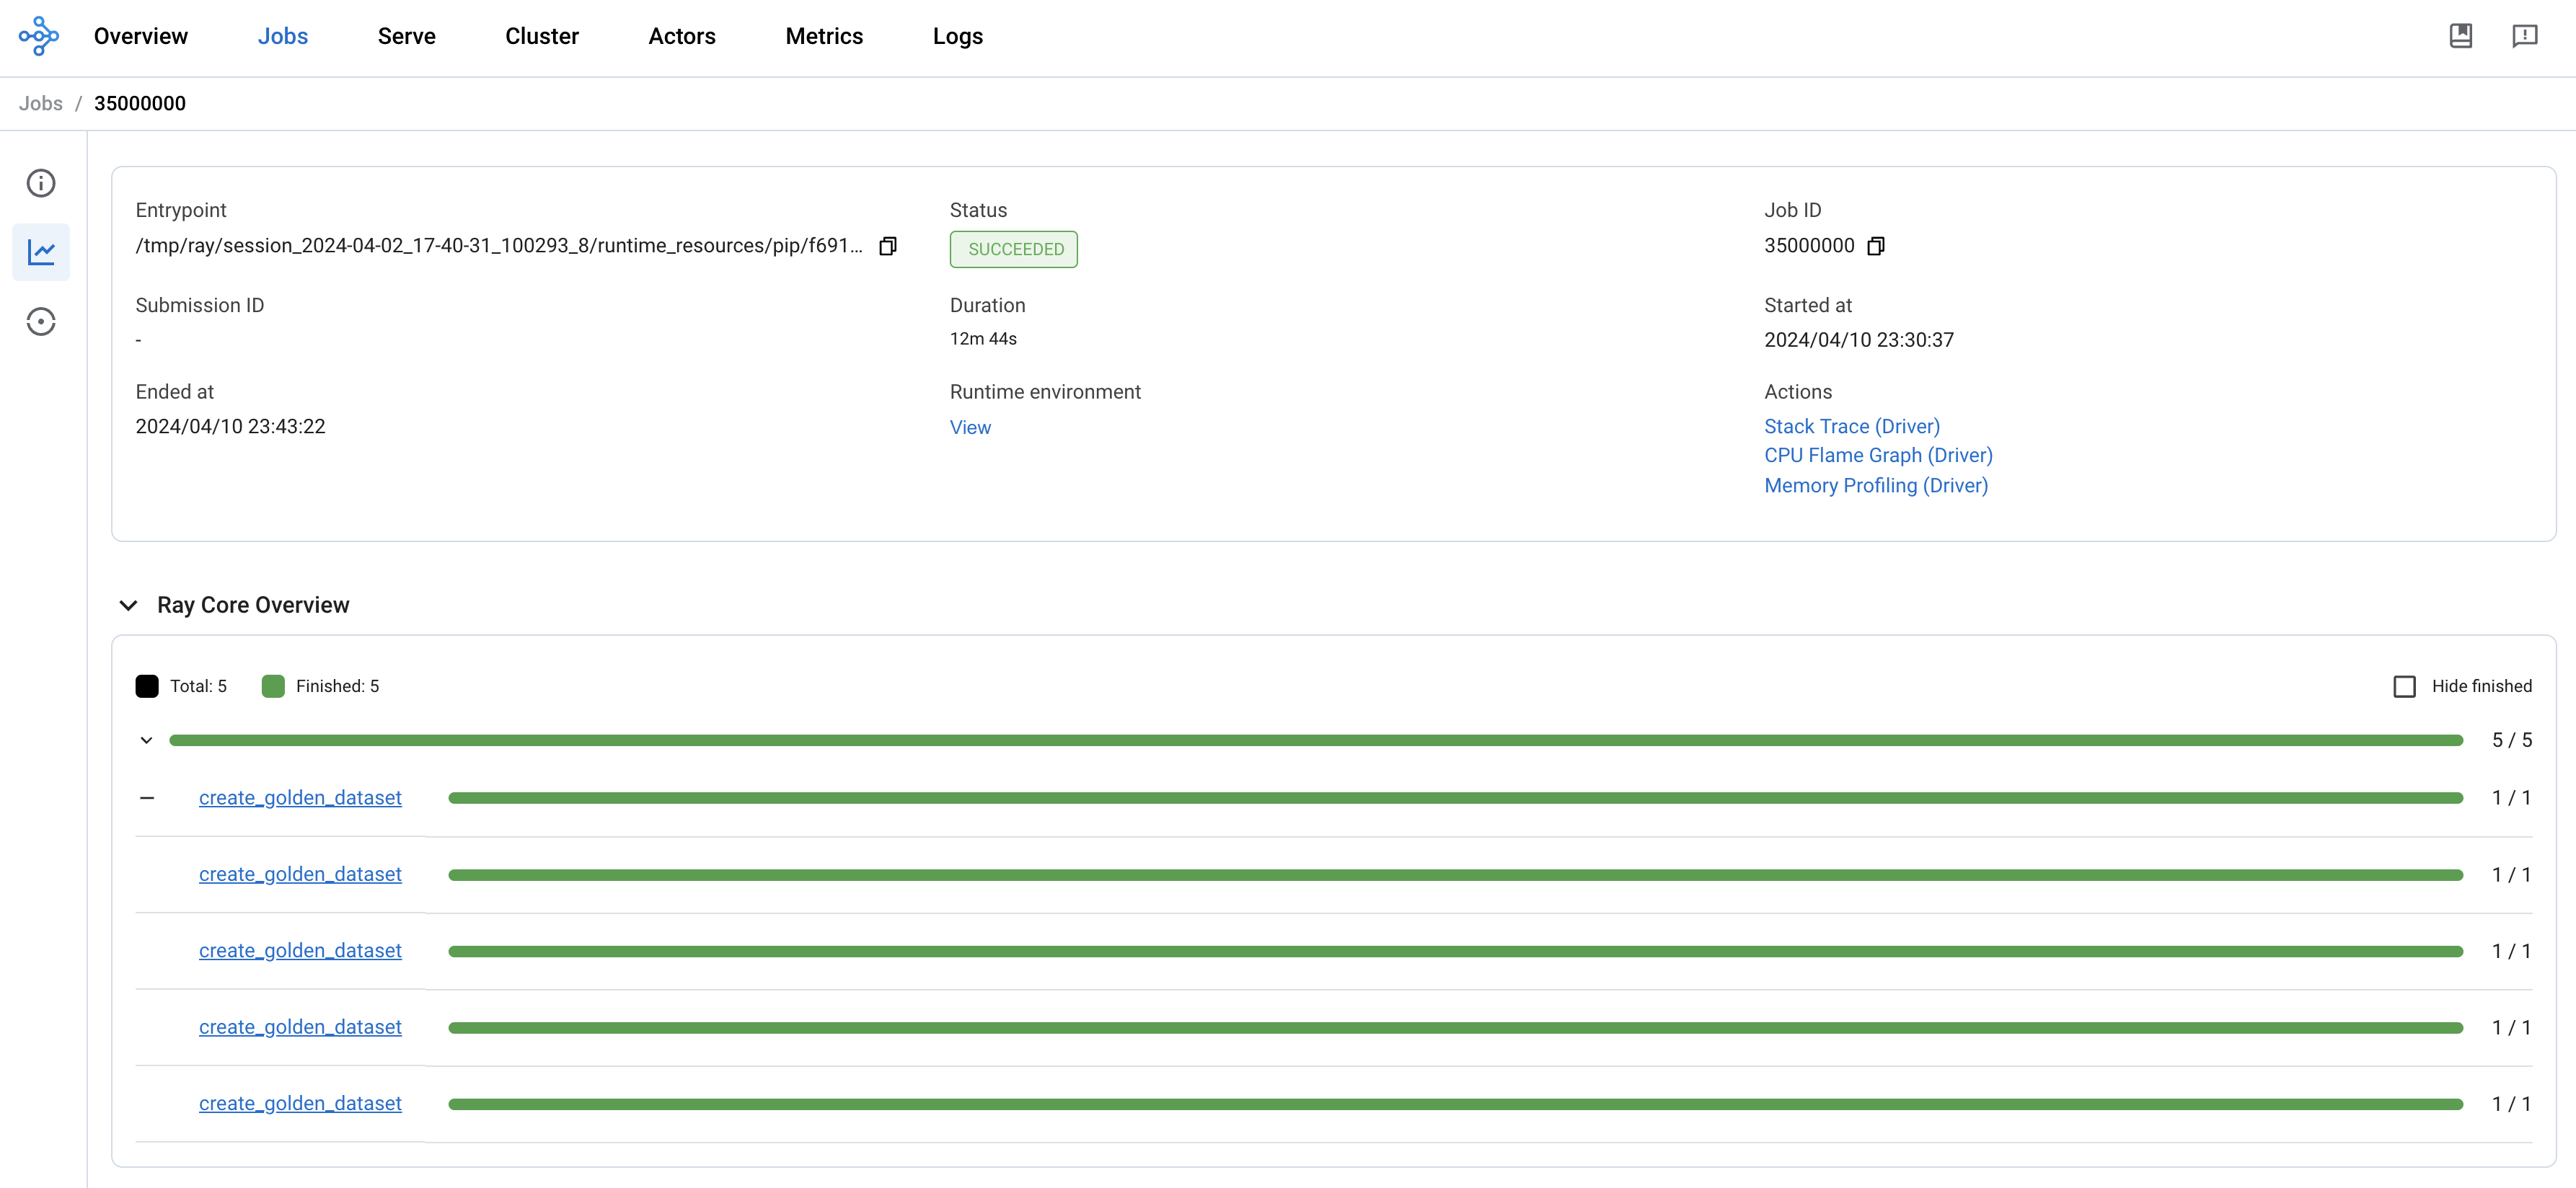 Overview Jobs Serve Cluster Actors Metrics Logs
Jobs / 35000000
Entrypoint Status Job ID
/tmp/ray/session_2024-04-02_17-40-31_100293_8/runtime_resources/pip/f691... SUCCEEDED 35000000
Submission ID Duration Started at
- 12m 44s 2024/04/10 23:30:37
Ended at Runtime environment Actions
2024/04/10 23:43:22 View Stack Trace (Driver)
CPU Flame Graph (Driver)
Memory Profiling (Driver)
Ray Core Overview
Total: 5 Finished: 5 Hide finished
5 / 5
create_golden_dataset 1 / 1
create_golden_dataset 1 / 1
create_golden_dataset 1 / 1
create_golden_dataset 1 / 1
create_golden_dataset 1 / 1